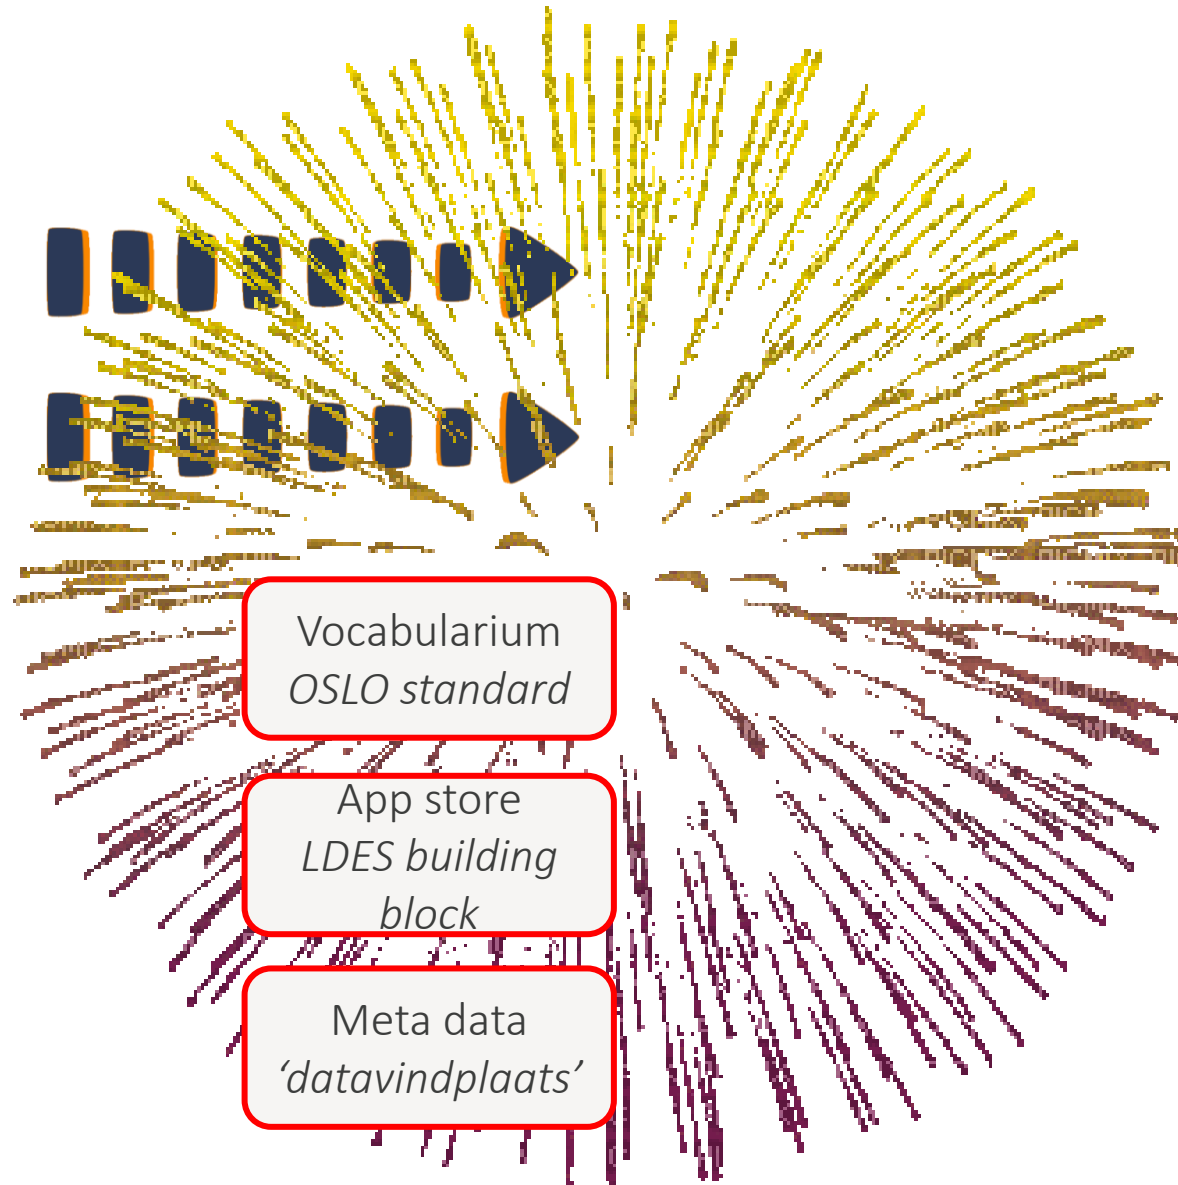 Vocabularium
OSLO standard
App store
LDES building
block
Meta data
‘datavindplaats’